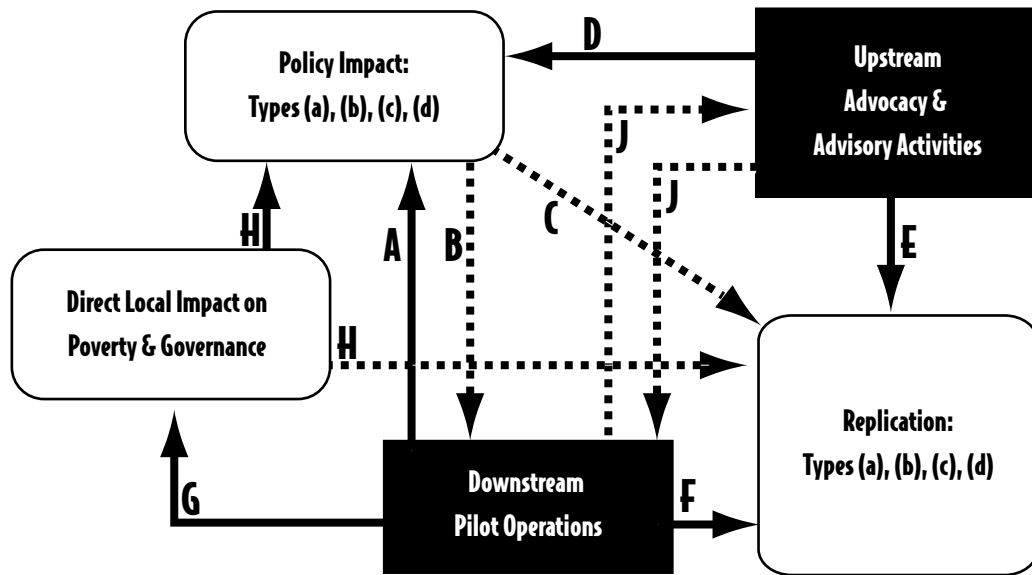 D
Policy Impact:
Types (a), (b), (c), (d)
Upstream
Advocacy &
Advisory Activities
J
J
H
A
B
C
E
Direct Local Impact on
Poverty & Governance
H
Replication:
Types (a), (b), (c), (d)
G
Downstream
Pilot Operations
F